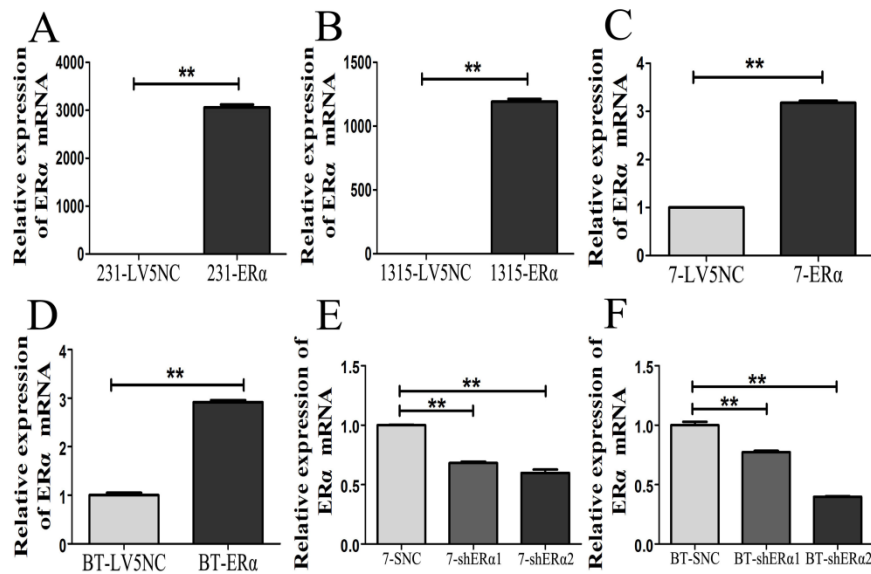 A
Relative expression
of ERα mRNA
4000
3000
2000
1000
0
**
231-LV5NC
231-ERα
B
Relative expression
of ERα mRNA
1500
1000
500
0
**
1315-LV5NC
1315-ERα
C
Relative expression
of ERα mRNA
4
3
2
1
0
**
7-LV5NC
7-ERα
D
Relative expression
of ERα mRNA
4
3
2
1
0
**
BT-LV5NC
BT-ERα
E
Relative expression of
ERα mRNA
1.5
1.0
0.5
0.0
**
**
7-SNC
7-shERα1
7-shERα2
F
Relative expression of
ERα mRNA
1.5
1.0
0.5
0.0
**
**
BT-SNC
BT-shERα1
BT-shERα2